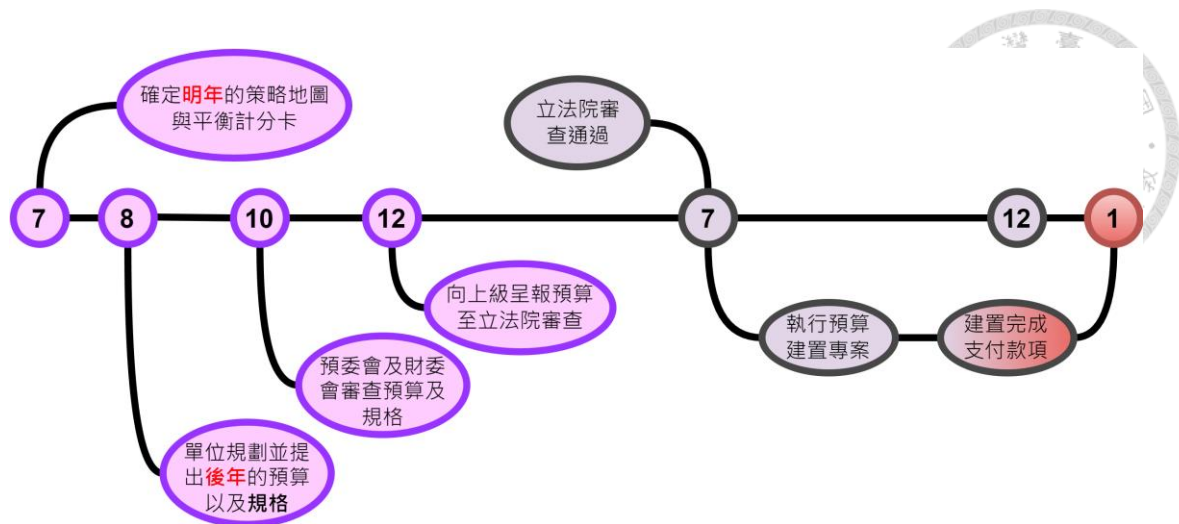 確定明年的策略地圖
與平衡計分卡
立法院審
查通過
7
8
10
12
7
12
1
向上級呈報預算
至立法院審查
執行預算
建置專案
建置完成
支付款項
預委會及財委
會審查預算及
規格
單位規劃並提
出後年的預算
以及規格